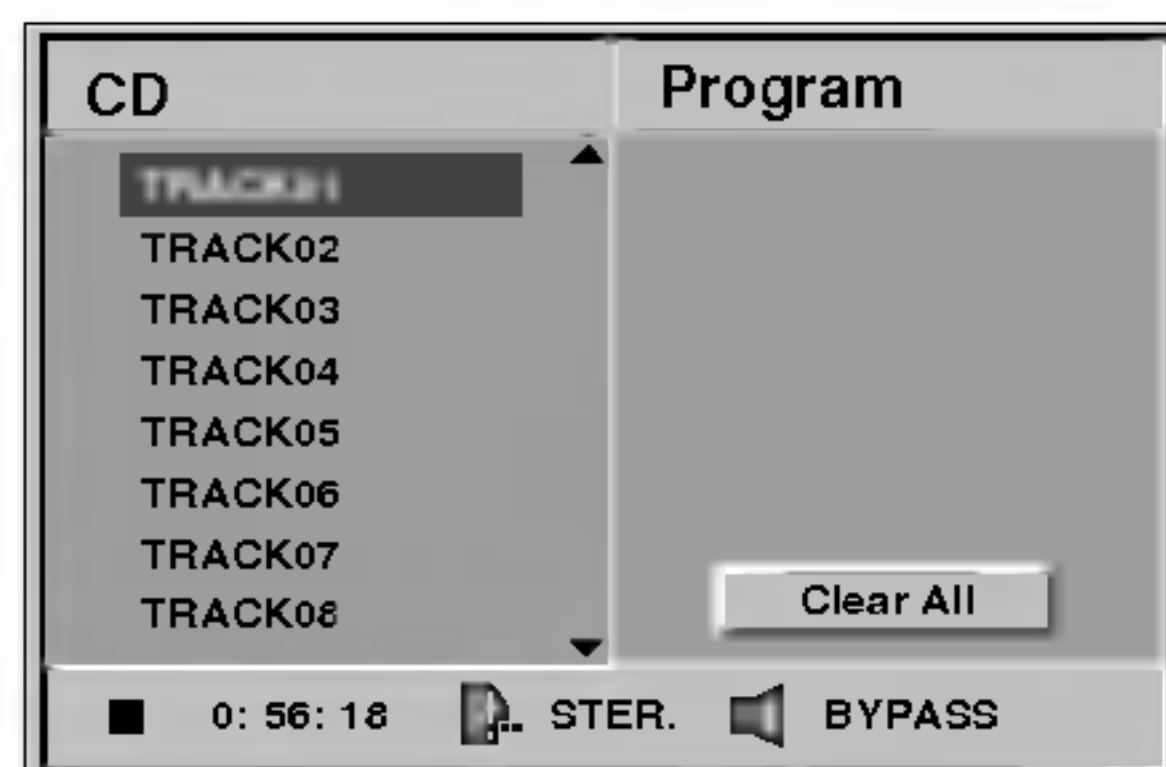 CD
Program
TRACK02
TRACK03
TRACK04
TRACK05
TRACK06
TRACK07
TRACK08
Clear All
0: 56: 18 STER. BYPASS